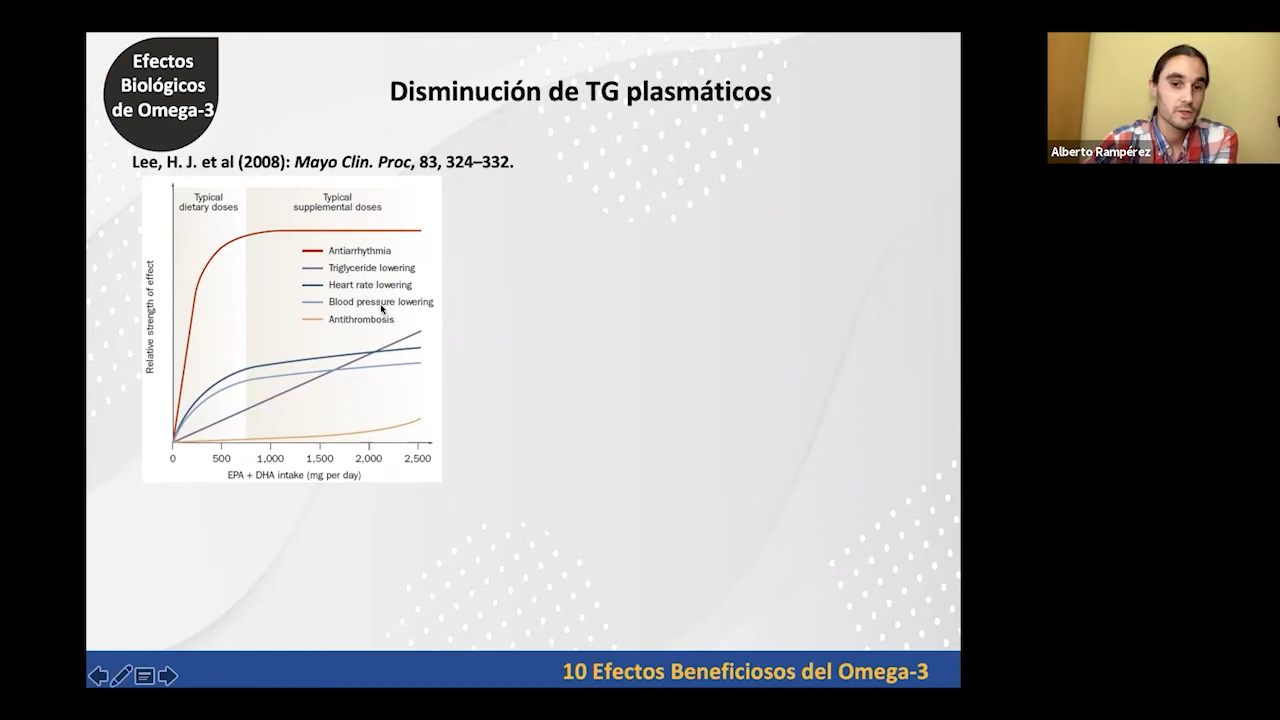 Efectos
Biológicos
de Omega-3
Disminución de TG plasmáticos
Lee, H. J. et al (2008): Mayo Clin. Proc, 83, 324–332.
Typical
dietary doses
Typical
supplemental doses
Relative strength of effect
Antiarrhythmia
Triglyceride lowering
Heart rate lowering
Blood pressure lowering
Antithrombosis
0 500 1,000 1,500 2,000 2,500
EPA + DHA intake (mg per day)
10 Efectos Beneficiosos del Omega-3
Alberto Rampérez